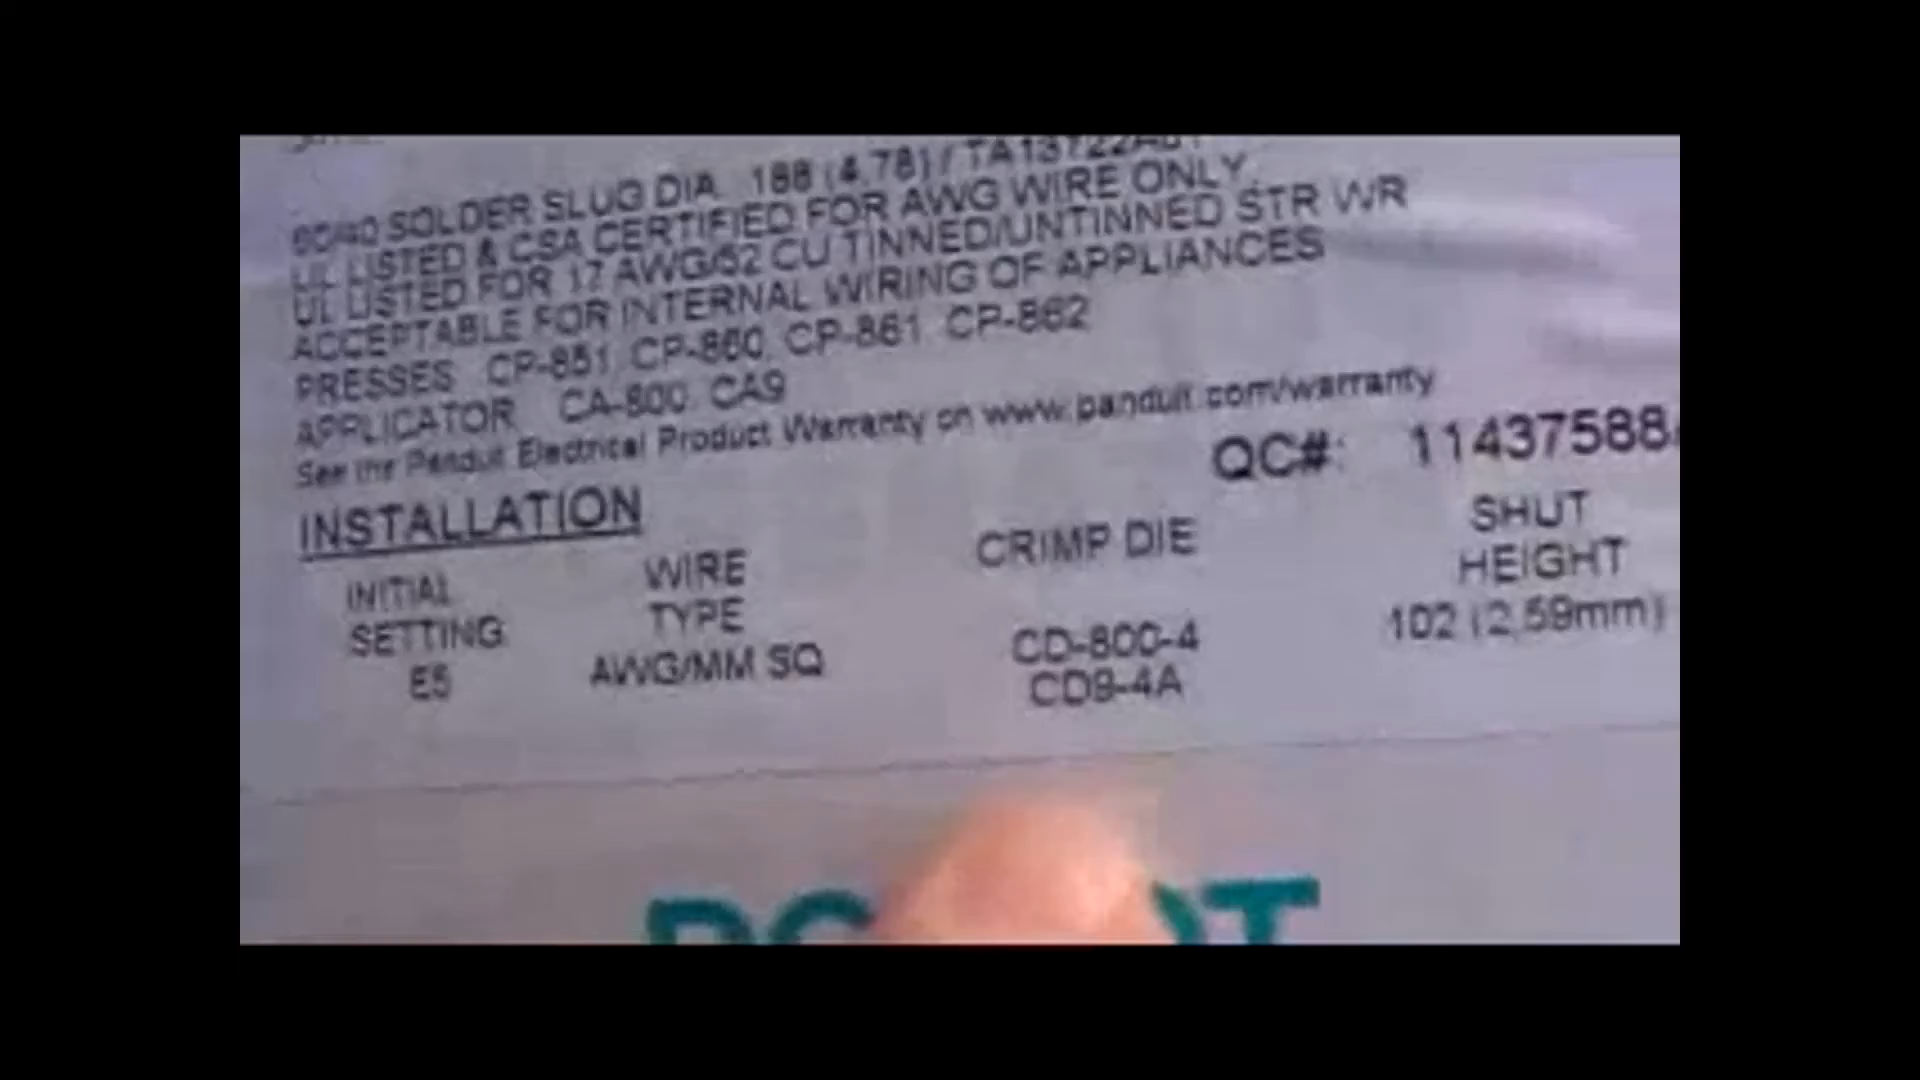 60/40 SOLDER SLUG DIA .188 (4.78) / TA13722A01
UL LISTED & CSA CERTIFIED FOR AWG WIRE ONLY
UL LISTED FOR 17 AWG/52 CU TINNED/UNTINNED STR WR
ACCEPTABLE FOR INTERNAL WIRING OF APPLIANCES
PRESSES CP-851, CP-860, CP-861, CP-862
APPLICATOR CA-800, CA9
See the Panduit Electrical Product Warranty on www.panduit.com/warranty
QC#: 11437588
INSTALLATION
INITIAL SETTING
WIRE TYPE
CRIMP DIE
SHUT HEIGHT
E5
AWG/MM SQ
CD-800-4
CD9-4A
.102 (2.59mm)